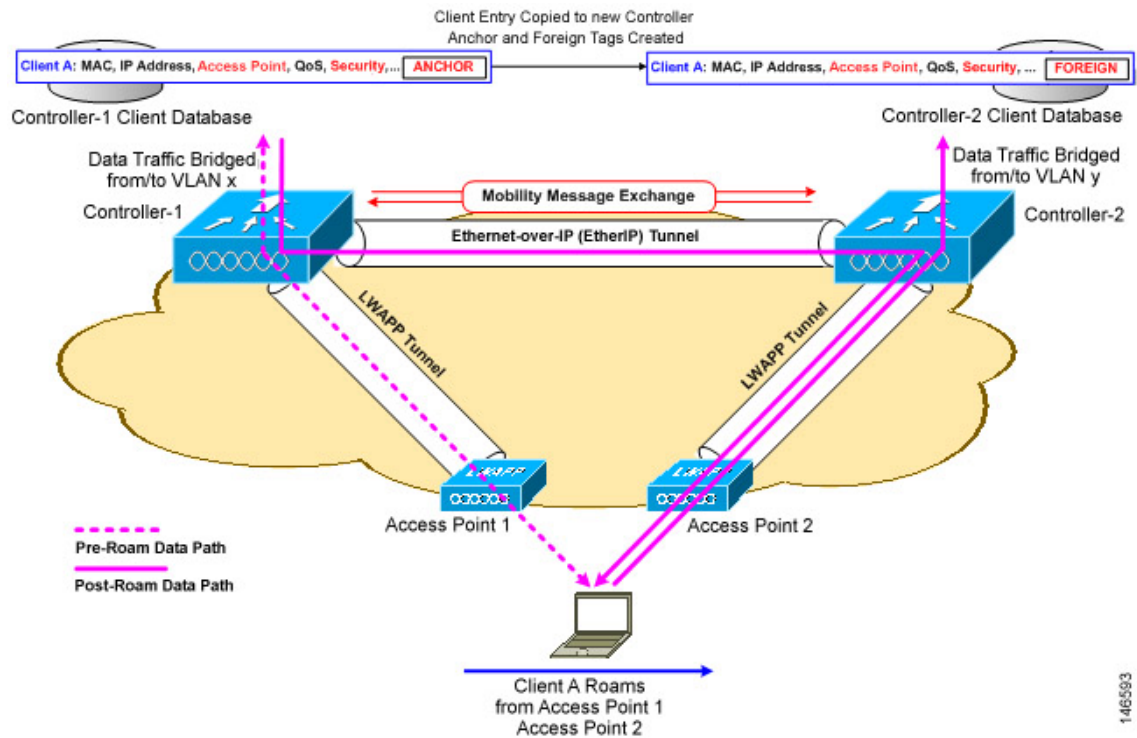 Client Entry Copied to new Controller
Anchor and Foreign Tags Created
Client A: MAC, IP Address, Access Point, QoS, Security,... ANCHOR
Client A: MAC, IP Address, Access Point, QoS, Security, ... FOREIGN
Controller-1 Client Database
Controller-2 Client Database
Data Traffic Bridged
from/to VLAN x
Data Traffic Bridged
from/to VLAN y
Controller-1
Mobility Message Exchange
Controller-2
Ethernet-over-IP (EtherIP) Tunnel
LWAPP Tunnel
LWAPP Tunnel
LWAPP
LWAPP
Access Point 1
Access Point 2
Pre-Roam Data Path
Post-Roam Data Path
Client A Roams
from Access Point 1
Access Point 2
146593